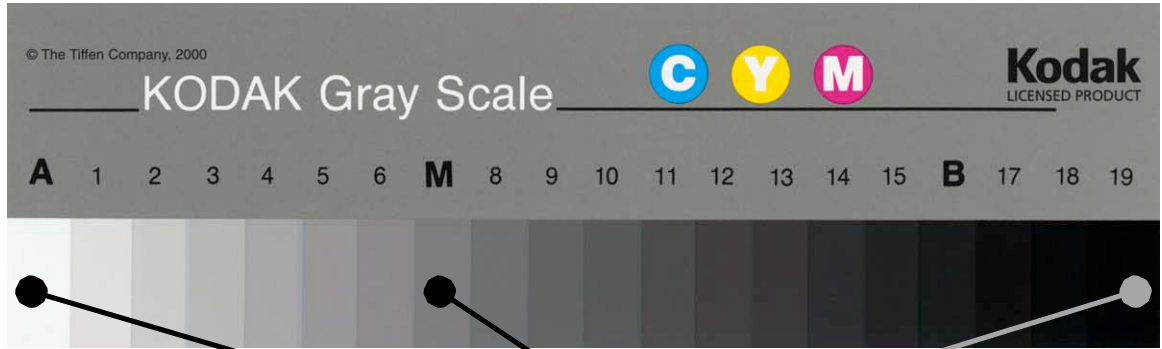 © The Tiffen Company, 2000
KODAK Gray Scale
C Y M
Kodak
LICENSED PRODUCT
A 1 2 3 4 5 6 M 8 9 10 11 12 13 14 15 B 17 18 19